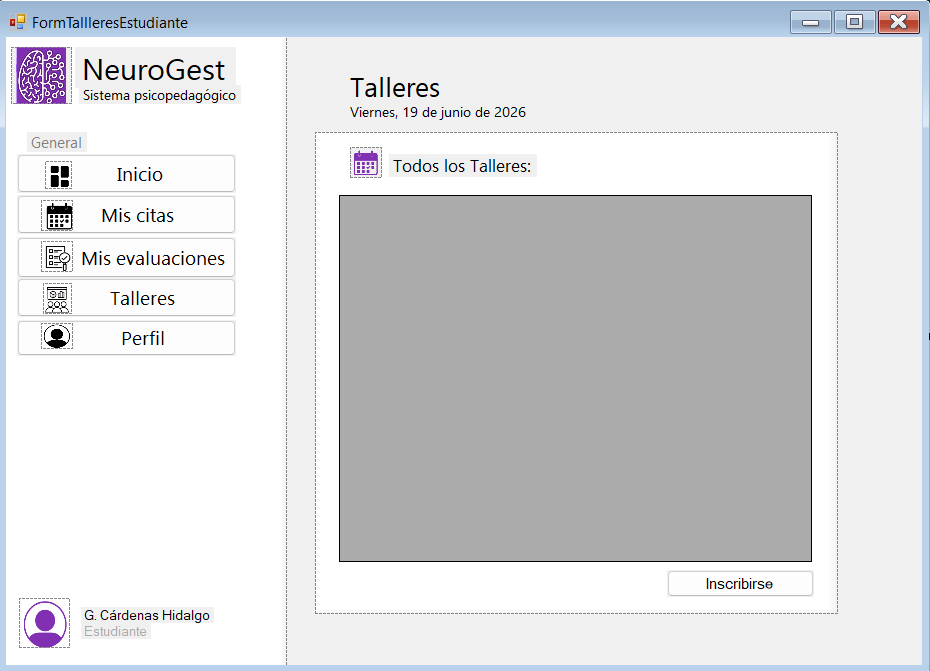 FormTallleresEstudiante
NeuroGest
Sistema psicopedagógico
General
Inicio
Mis citas
Mis evaluaciones
Talleres
Perfil
G. Cárdenas Hidalgo
Estudiante
Talleres
Viernes, 19 de junio de 2026
Todos los Talleres:
Inscribirse